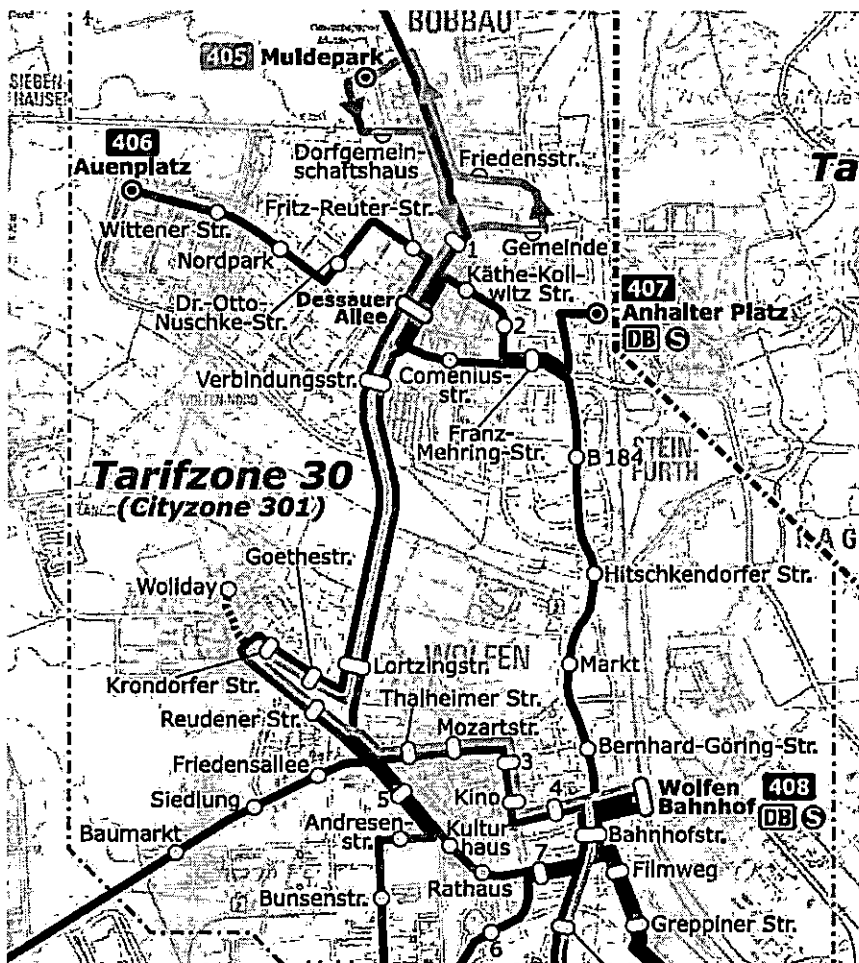 BOBBAU
405 Muldepark
SIEBEN
HAUSE
406
Auenplatz
Dorfgemein-
schaftshaus
Friedensstr.
Ta
Fritz-Reuter-Str.
Wittener Str.
1
Gemeinde
Nordpark
Käthe-Koll-
witz Str.
407
Anhalter Platz
DB S
Dr.-Otto-
Nuschke-Str.
Dessauer
Allee
2
Verbindungsstr.
Comenius-
str.
WOLFEN-NORD
Franz-
Mehring-Str.
B 184
STEIN-
FURTH
Tarifzone 30
(Cityzone 301)
Goethestr.
Woliday
Hitschkendorfer Str.
WOLFEN
Krondorfer Str.
Lortzingstr.
Markt
Thalheimer Str.
Reudener Str.
Mozartstr.
Bernhard-Göring-Str.
3
Friedensallee
Wolfen
Bahnhof
408
DB S
Siedlung
5
Kino
4
Baumarkt
Andresen-
str.
Kultur
haus
Bahnhofstr.
7
Rathaus
Filmweg
Bunsenstr.
Greppiner Str.
6